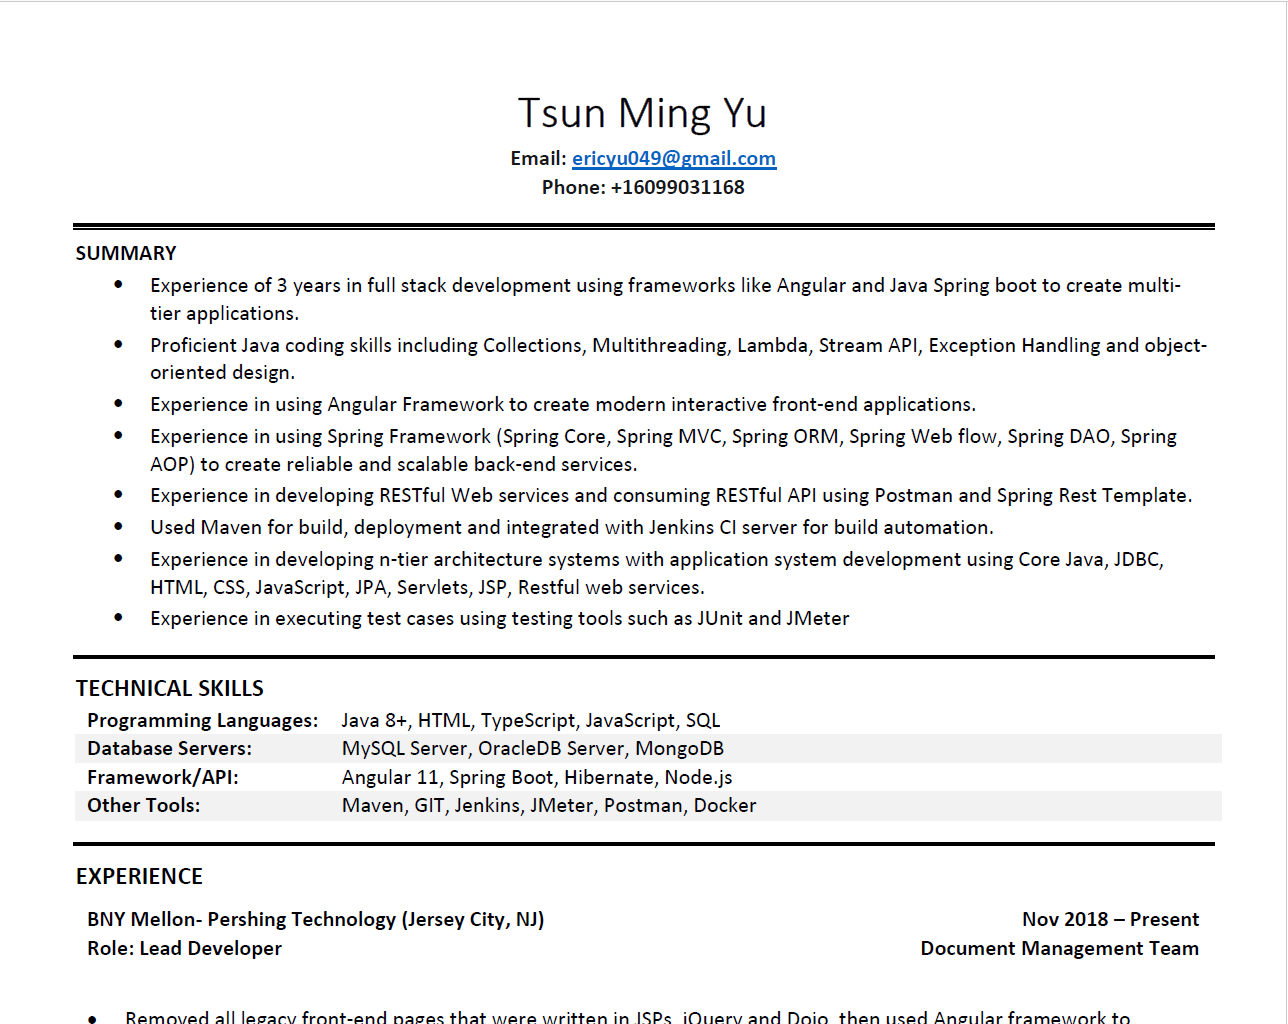 Tsun Ming Yu
Email: ericyu049@gmail.com
Phone: +16099031168
SUMMARY
• Experience of 3 years in full stack development using frameworks like Angular and Java Spring boot to create multi-
tier applications.
• Proficient Java coding skills including Collections, Multithreading, Lambda, Stream API, Exception Handling and object-
oriented design.
• Experience in using Angular Framework to create modern interactive front-end applications.
• Experience in using Spring Framework (Spring Core, Spring MVC, Spring ORM, Spring Web flow, Spring DAO, Spring
AOP) to create reliable and scalable back-end services.
• Experience in developing RESTful Web services and consuming RESTful API using Postman and Spring Rest Template.
• Used Maven for build, deployment and integrated with Jenkins CI server for build automation.
• Experience in developing n-tier architecture systems with application system development using Core Java, JDBC,
HTML, CSS, JavaScript, JPA, Servlets, JSP, Restful web services.
• Experience in executing test cases using testing tools such as JUnit and JMeter
TECHNICAL SKILLS
Programming Languages: Java 8+, HTML, TypeScript, JavaScript, SQL
Database Servers: MySQL Server, OracleDB Server, MongoDB
Framework/API: Angular 11, Spring Boot, Hibernate, Node.js
Other Tools: Maven, GIT, Jenkins, JMeter, Postman, Docker
EXPERIENCE
BNY Mellon- Pershing Technology (Jersey City, NJ) Nov 2018 – Present
Role: Lead Developer Document Management Team
• Removed all legacy front-end pages that were written in JSPs, jQuery and Dojo, then used Angular framework to